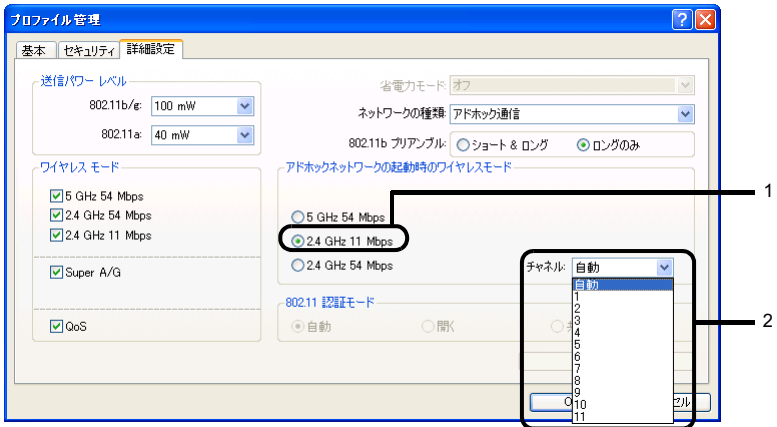 プロファイル管理
基本 セキュリティ 詳細設定
送信パワー レベル
802.11b/g: 100 mW
802.11a: 40 mW
省電力モード: オフ
ネットワークの種類: アドホック通信
802.11b プリアンブル: ショート & ロング ロングのみ
ワイヤレス モード
5 GHz 54 Mbps
2.4 GHz 54 Mbps
2.4 GHz 11 Mbps
Super A/G
QoS
アドホックネットワークの起動時のワイヤレスモード
5 GHz 54 Mbps
2.4 GHz 11 Mbps
2.4 GHz 54 Mbps
チャネル: 自動
自動
1
2
3
4
5
6
7
8
9
10
11
802.11 認証モード
自動 開く
1
2